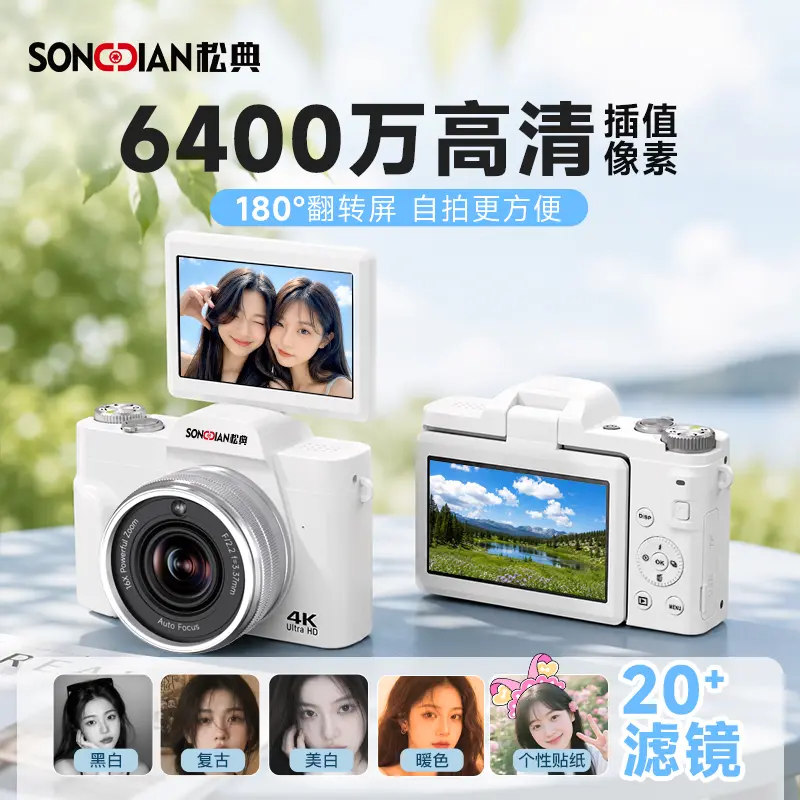 SONGDIAN松典
6400万高清插值像素
180°翻转屏 自拍更方便
SONGDIAN松典
16X Powerful Zoom
F/2.2 f=3.37mm
Auto Focus
4K
Ultra HD
DISP
OK
MENU
黑白
复古
美白
暖色
个性贴纸
20+
滤镜